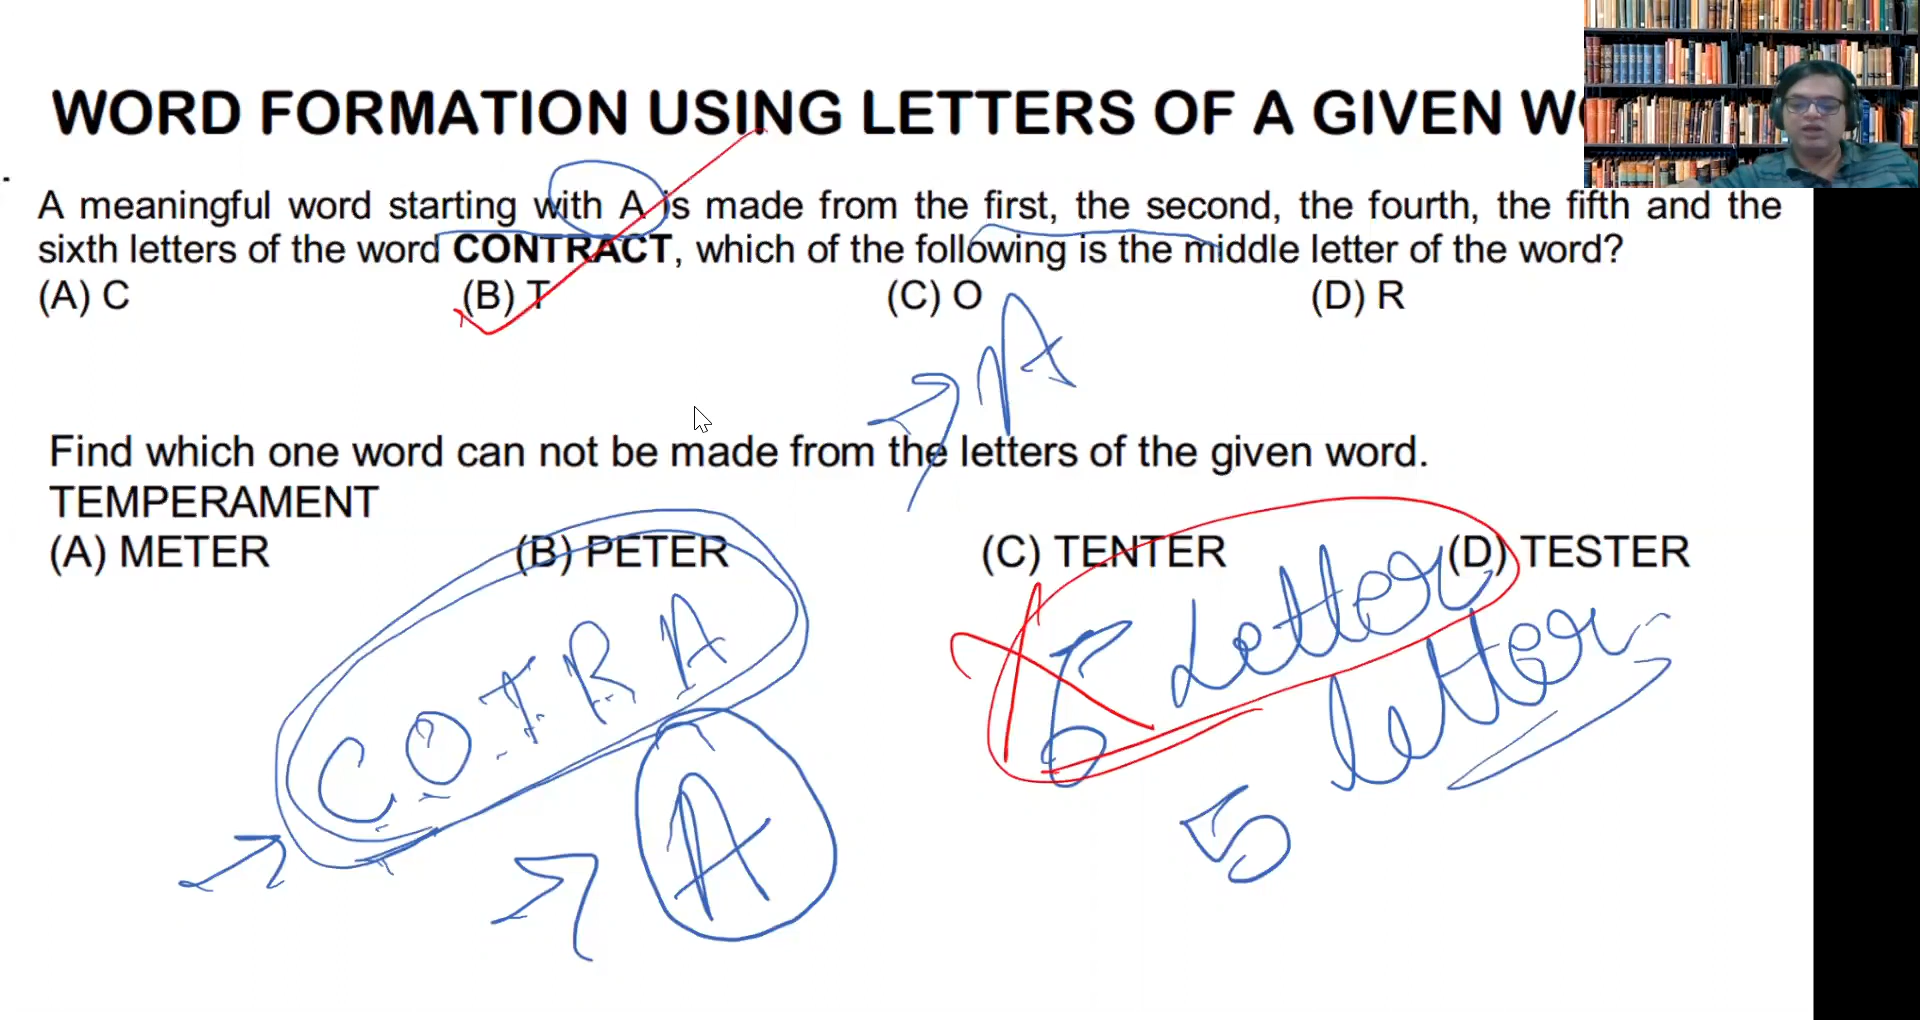 WORD FORMATION USING LETTERS OF A GIVEN
A meaningful word starting with A is made from the first, the second, the fourth, the fifth and the
sixth letters of the word CONTRACT, which of the following is the middle letter of the word?
(A) C (B) T (C) O (D) R
A
Find which one word can not be made from the letters of the given word.
TEMPERAMENT
(A) METER (B) PETER (C) TENTER (D) TESTER
C O T R A
Letter
A
5 letter